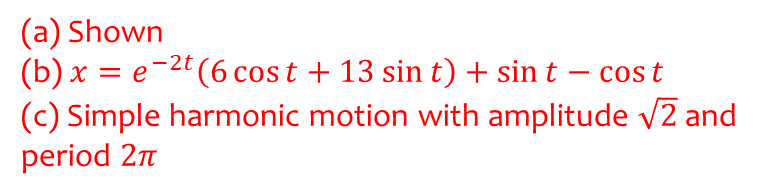 (a) Shown
(b) x = e^{−2t}(6 cos t + 13 sin t) + sin t − cos t
(c) Simple harmonic motion with amplitude √2 and
period 2π